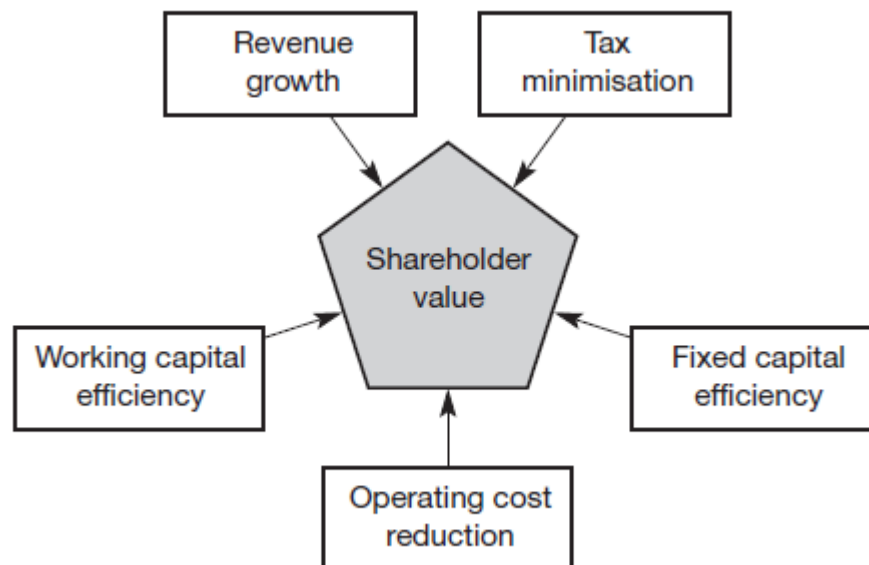 Revenue
growth
Tax
minimisation
Shareholder
value
Working capital
efficiency
Fixed capital
efficiency
Operating cost
reduction